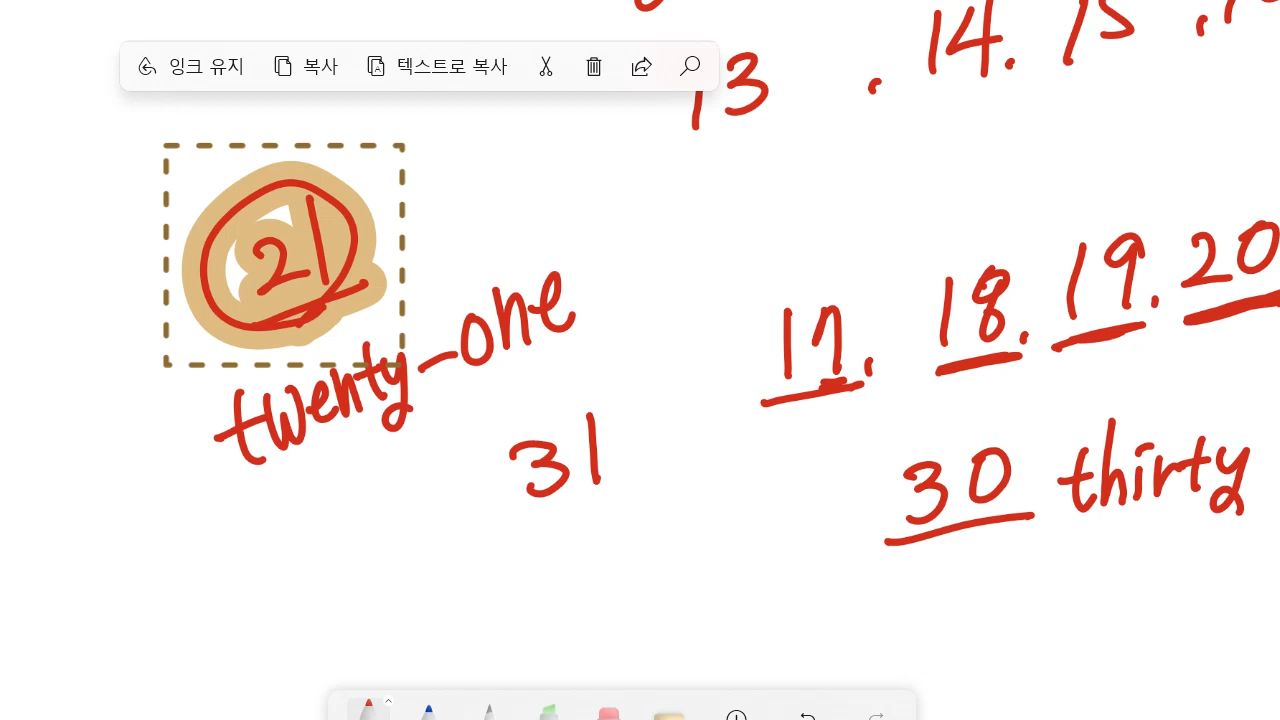 . 14. 15 .
잉크 유지 복사 텍스트로 복사
13
21
twenty-one
17. 18. 19. 20
31
30 thirty